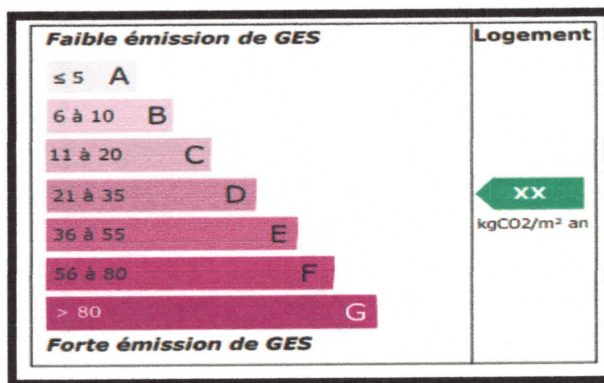 Faible émission de GES
Logement
≤ 5 A
6 à 10 B
11 à 20 C
21 à 35 D
XX
kgCO2/m² an
36 à 55 E
56 à 80 F
> 80 G
Forte émission de GES